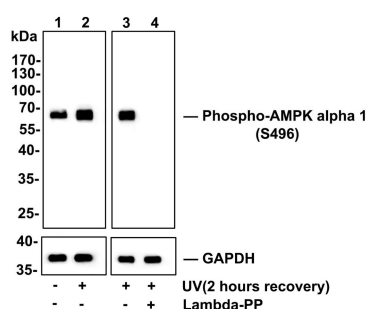 kDa 1 2 3 4
170-
130-
100-
70-
55-
40-
35-
25-
— Phospho-AMPK alpha 1
(S496)
40-
35-
— GAPDH
- + + + UV(2 hours recovery)
- - - + Lambda-PP